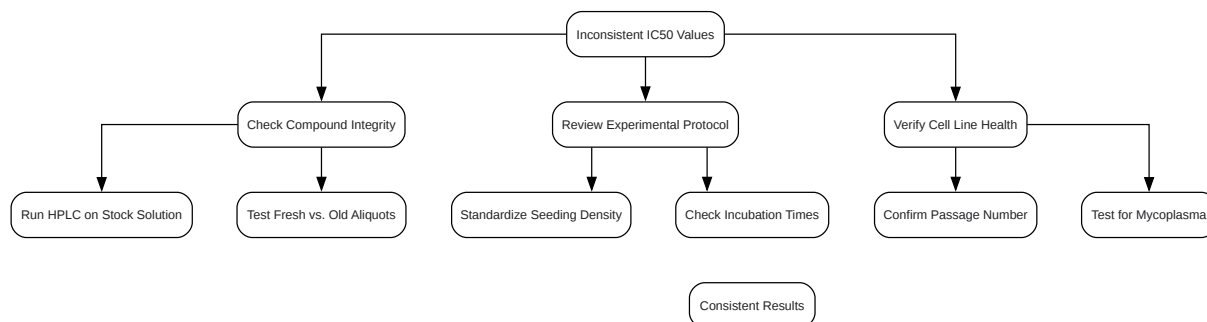 Inconsistent IC50 Values
Check Compound Integrity
Review Experimental Protocol
Verify Cell Line Health
Run HPLC on Stock Solution
Test Fresh vs. Old Aliquots
Standardize Seeding Density
Check Incubation Times
Confirm Passage Number
Test for Mycoplasma
Consistent Results